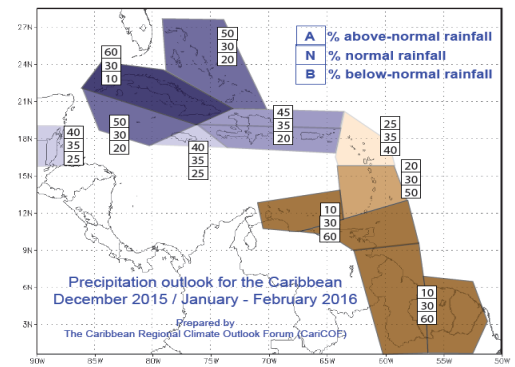 27N
24N
21N
18N
15N
12N
9N
6N
3N
0
90W
85W
80W
75W
70W
65W
60W
55W
50W
A % above-normal rainfall
N % normal rainfall
B % below-normal rainfall
50
30
20
60
30
10
50
30
20
40
35
25
40
35
25
45
35
20
25
35
40
20
30
50
10
30
60
10
30
60
Precipitation outlook for the Caribbean
December 2015 / January - February 2016
Prepared by
The Caribbean Regional Climate Outlook Forum (CariCOF)